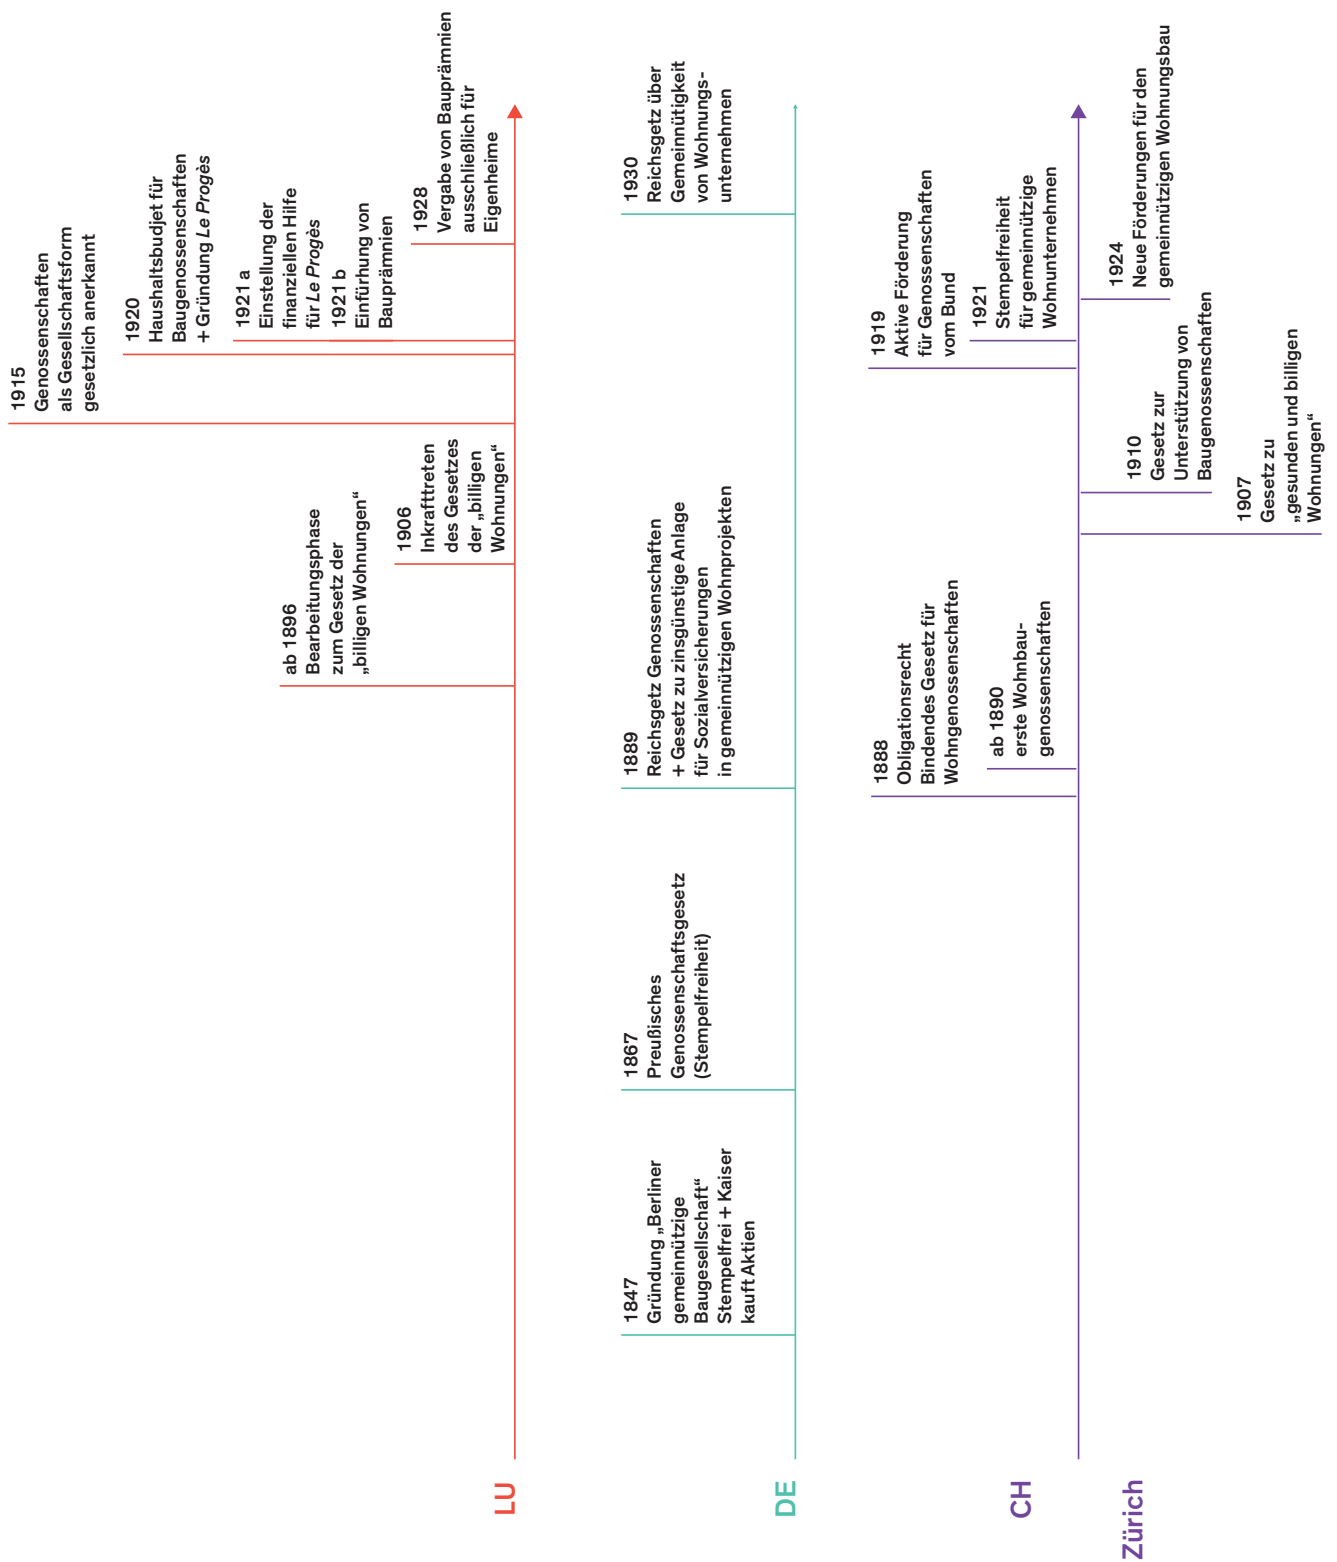 LU
ab 1896
Bearbeitungsphase
zum Gesetz der
„billigen Wohnungen“
1906
Inkrafttreten
des Gesetzes
der „billigen
Wohnungen“
1915
Genossenschaften
als Gesellschaftsform
gesetzlich anerkannt
1920
Haushaltsbudjet für
Baugenossenschaften
+ Gründung Le Progès
1921 a
Einstellung der
finanziellen Hilfe
für Le Progès
1921 b
Einfürhung von
Bauprämnien
1928
Vergabe von Bauprämnien
ausschließlich für
Eigenheime
DE
1847
Gründung „Berliner
gemeinnützige
Baugesellschaft“
Stempelfrei + Kaiser
kauft Aktien
1867
Preußisches
Genossenschaftsgesetz
(Stempelfreiheit)
1889
Reichsgetz Genossenschaften
+ Gesetz zu zinsgünstige Anlage
für Sozialversicherungen
in gemeinnützigen Wohnprojekten
1930
Reichsgetz über
Gemeinnützigkeit
von Wohnungs-
unternehmen
CH
1888
Obligationsrecht
Bindendes Gesetz für
Wohngenossenschaften
ab 1890
erste Wohnbau-
genossenschaften
1919
Aktive Förderung
für Genossenschaften
vom Bund
1921
Stempelfreiheit
für gemeinnützige
Wohnunternehmen
Zürich
1907
Gesetz zu
„gesunden und billigen
Wohnungen“
1910
Gesetz zur
Unterstützung von
Baugenossenschaften
1924
Neue Förderungen für den
gemeinnützigen Wohnungsbau